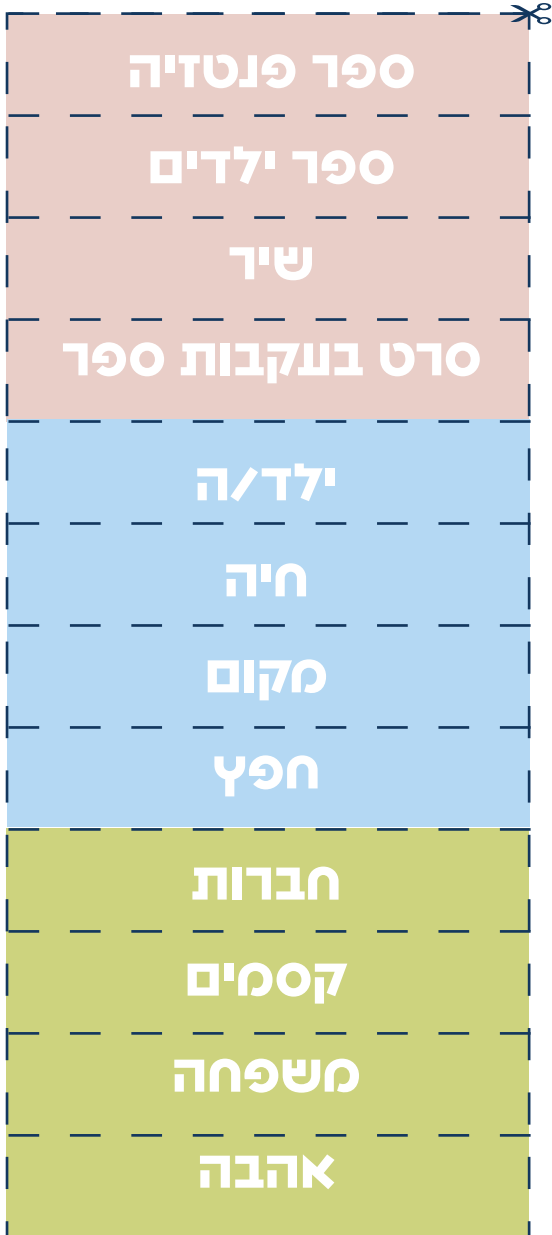 ספר פנטזיה
ספר ילדים
שיר
סרט בעקבות ספר
ילד/ה
חיה
מקום
חפץ
חברות
קסמים
משפחה
אהבה